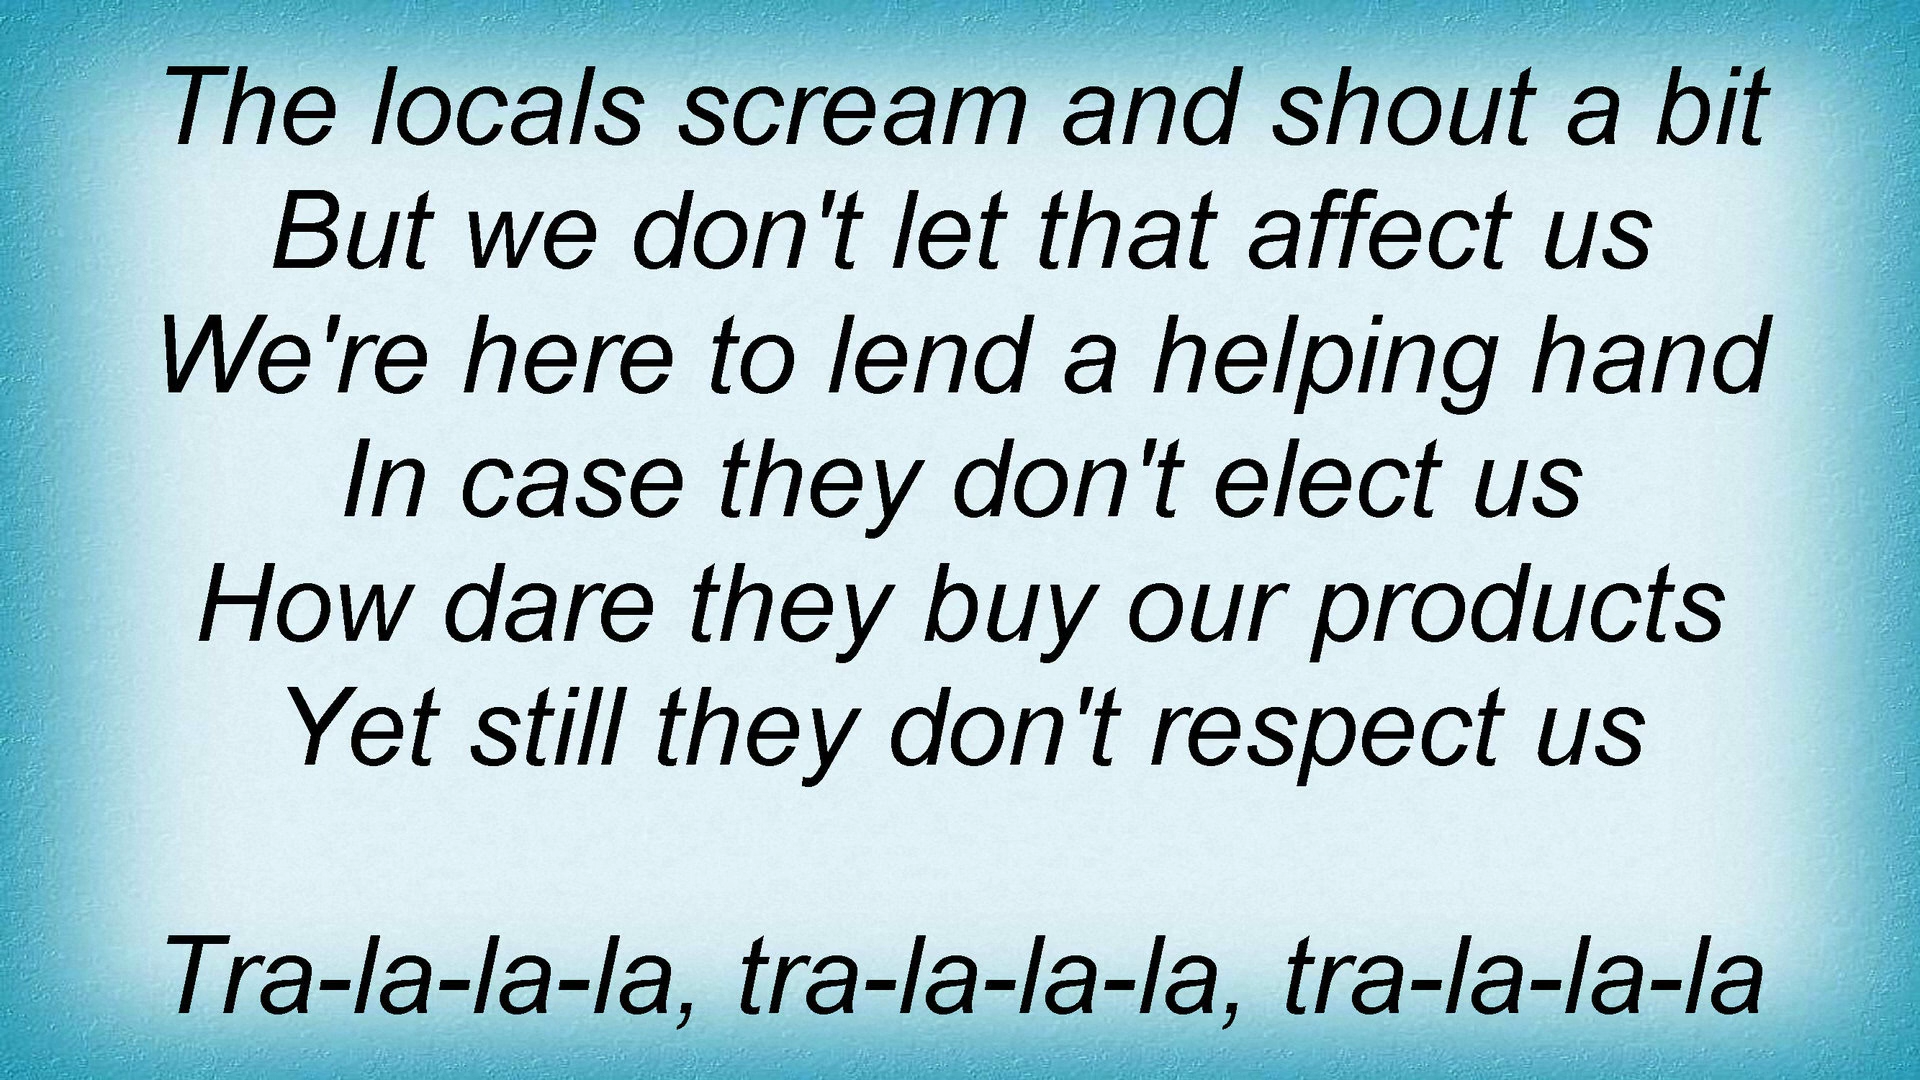 The locals scream and shout a bit
But we don't let that affect us
We're here to lend a helping hand
In case they don't elect us
How dare they buy our products
Yet still they don't respect us
Tra-la-la-la, tra-la-la-la, tra-la-la-la